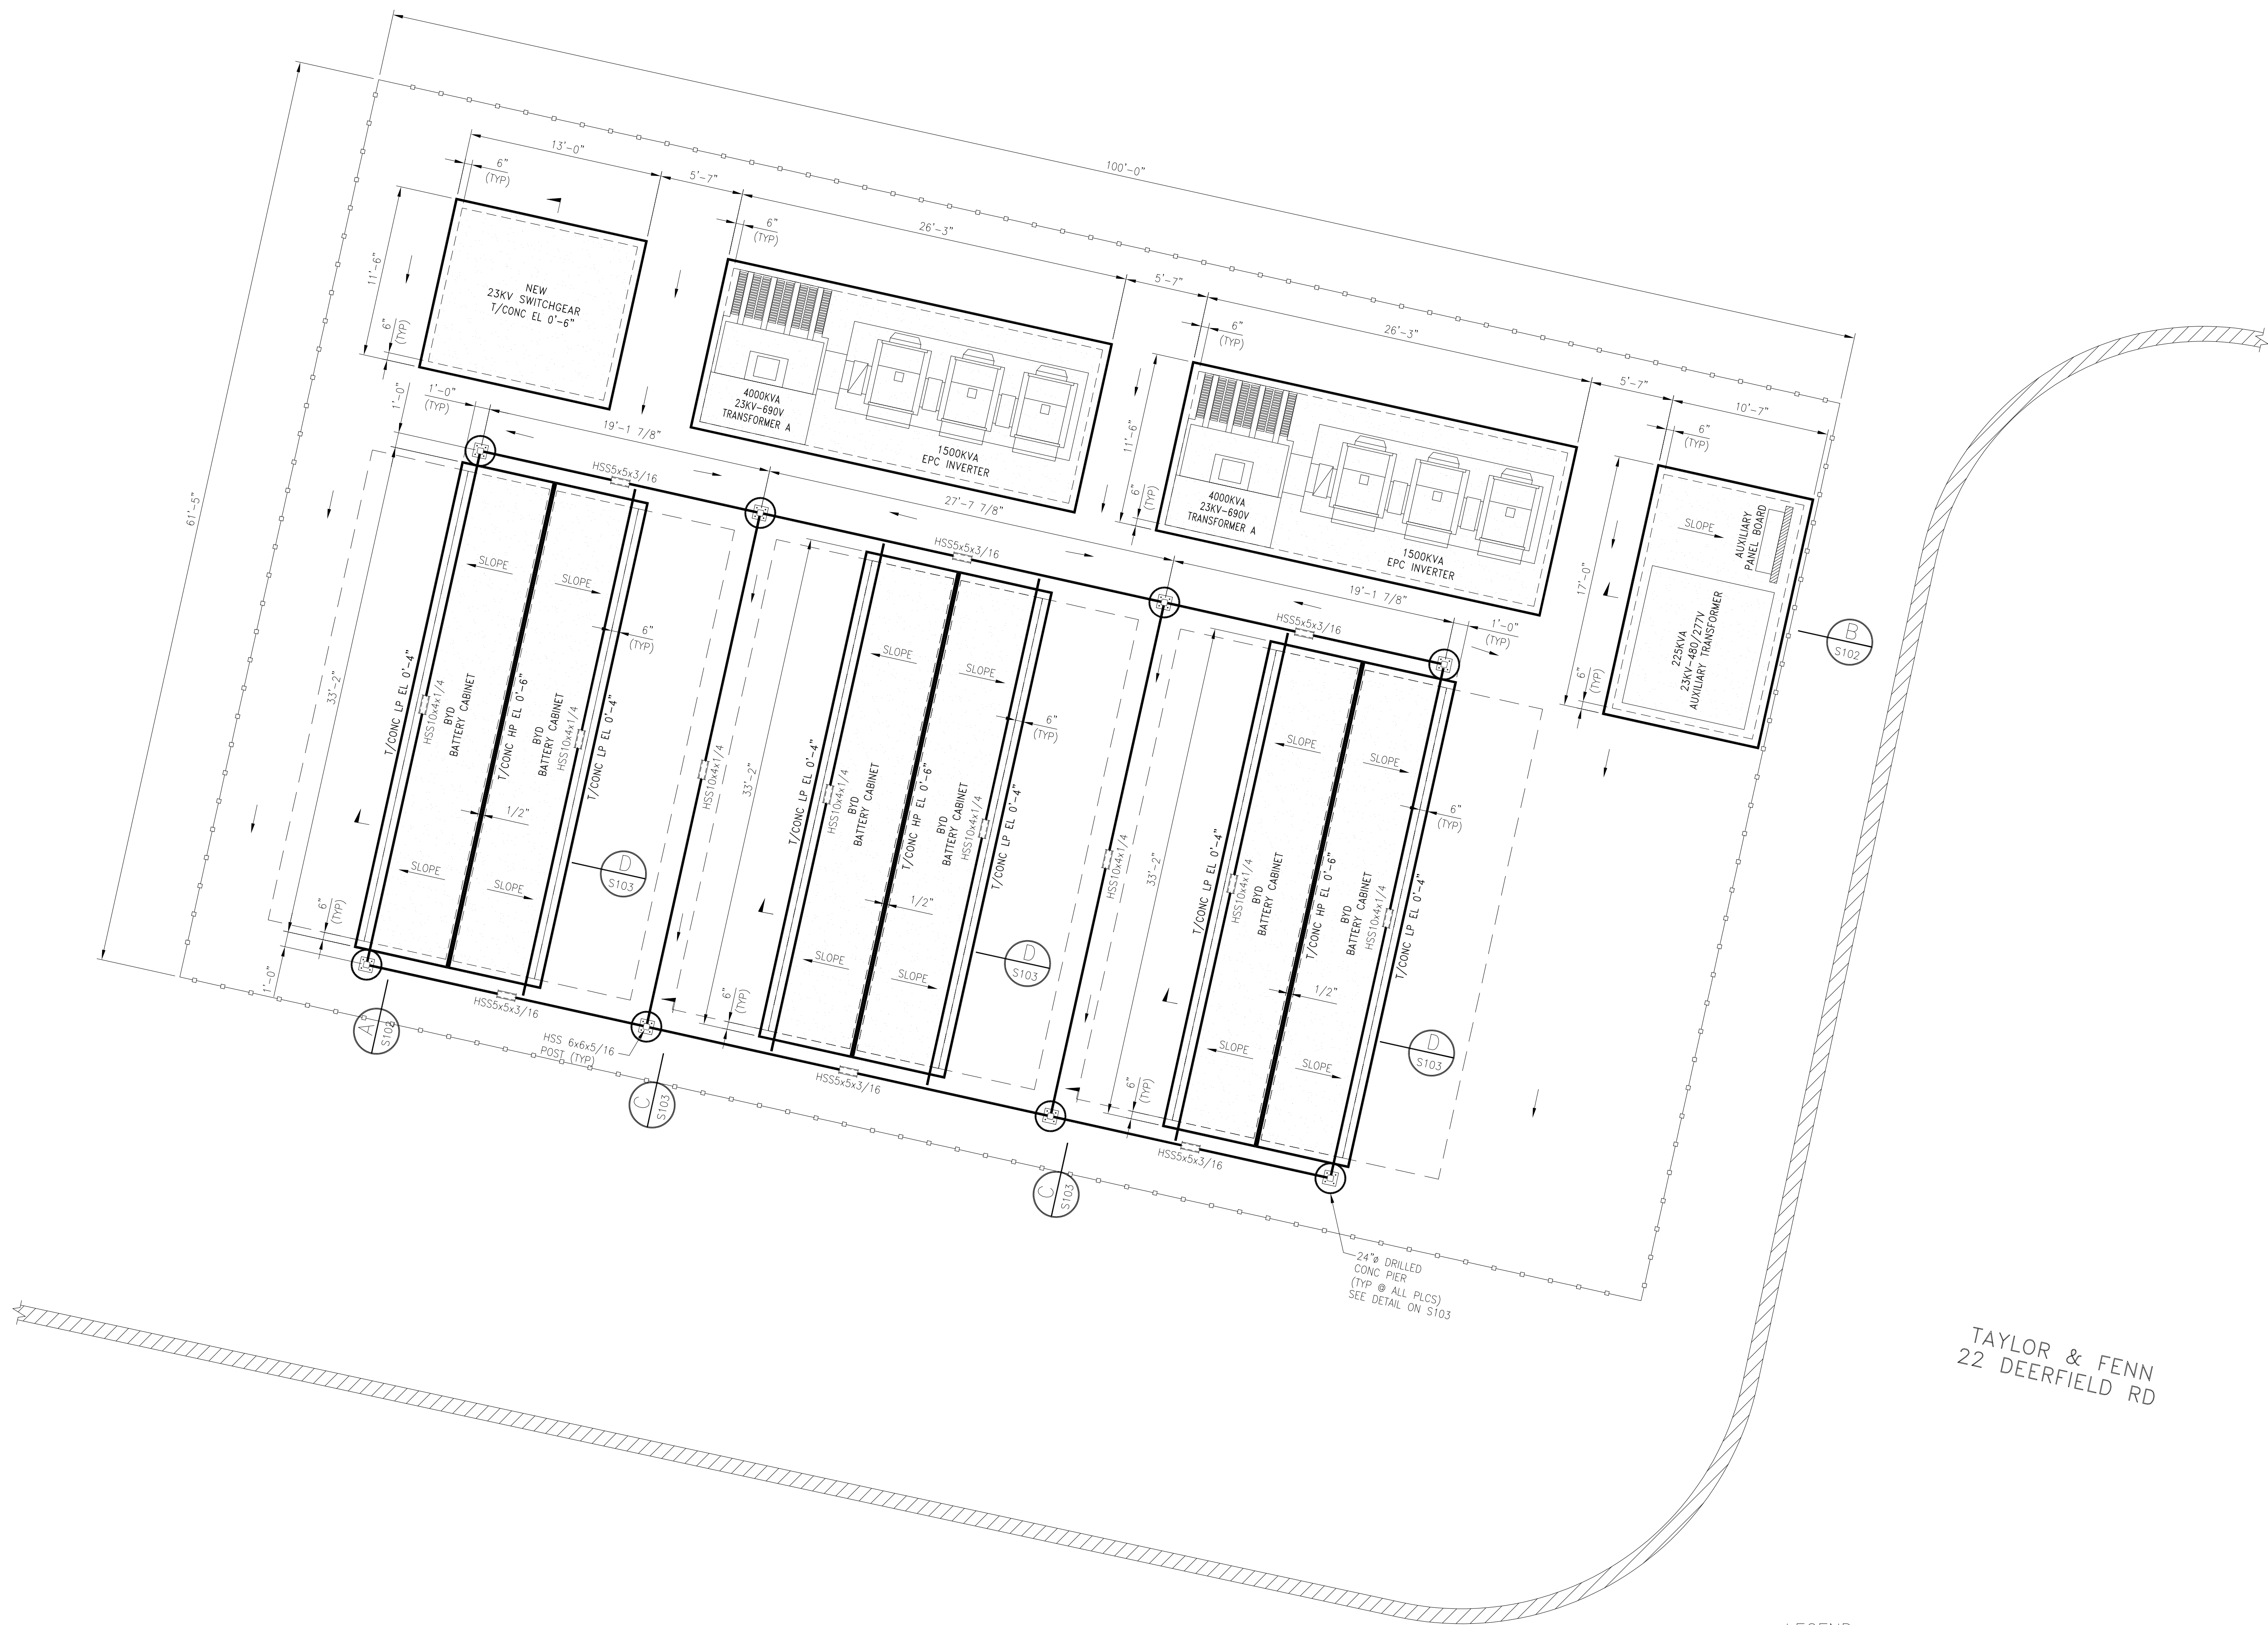 100'-0"
61'-5"
13'-0"
5'-7"
26'-3"
5'-7"
26'-3"
5'-7"
10'-7"
6"
(TYP)
11'-6"
6"
(TYP)
NEW
23KV SWITCHGEAR
T/CONC EL 0'-6"
6"
(TYP)
4000KVA
23KV-690V
TRANSFORMER A
1500KVA
EPC INVERTER
6"
(TYP)
11'-6"
6"
(TYP)
4000KVA
23KV-690V
TRANSFORMER A
1500KVA
EPC INVERTER
6"
(TYP)
17'-0"
6"
(TYP)
SLOPE
AUXILIARY
PANEL BOARD
225KVA
23KV-480/277V
AUXILIARY TRANSFORMER
B
S102
1'-0"
1'-0"
(TYP)
19'-1 7/8"
27'-7 7/8"
19'-1 7/8"
1'-0"
(TYP)
HSS5x5x3/16
HSS5x5x3/16
HSS5x5x3/16
33'-2"
SLOPE
SLOPE
6"
(TYP)
T/CONC LP EL 0'-4"
HSS10x4x1/4
BYD
BATTERY CABINET
T/CONC HP EL 0'-6"
BYD
BATTERY CABINET
HSS10x4x1/4
T/CONC LP EL 0'-4"
1/2"
SLOPE
SLOPE
D
S103
6"
(TYP)
1'-0"
HSS10x4x1/4
33'-2"
SLOPE
SLOPE
6"
(TYP)
T/CONC LP EL 0'-4"
HSS10x4x1/4
BYD
BATTERY CABINET
T/CONC HP EL 0'-6"
BYD
BATTERY CABINET
HSS10x4x1/4
T/CONC LP EL 0'-4"
1/2"
SLOPE
SLOPE
D
S103
6"
(TYP)
HSS10x4x1/4
33'-2"
SLOPE
SLOPE
6"
(TYP)
T/CONC LP EL 0'-4"
HSS10x4x1/4
BYD
BATTERY CABINET
T/CONC HP EL 0'-6"
BYD
BATTERY CABINET
HSS10x4x1/4
T/CONC LP EL 0'-4"
1/2"
SLOPE
SLOPE
D
S103
6"
(TYP)
HSS5x5x3/16
HSS5x5x3/16
HSS5x5x3/16
A
S102
HSS 6x6x5/16
POST (TYP)
C
S103
C
S103
24"ø DRILLED
CONC PIER
(TYP @ ALL PLCS)
SEE DETAIL ON S103
TAYLOR & FENN
22 DEERFIELD RD